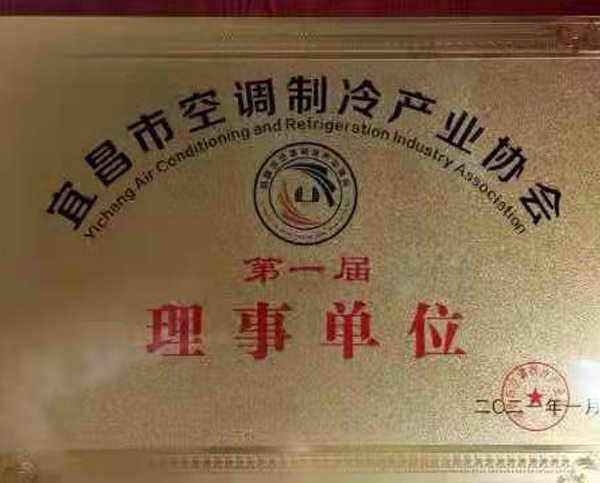 宜昌市空调制冷产业协会
Yichang Air Conditioning and Refrigeration Industry Association
第一届
理事单位
二〇二一年一月